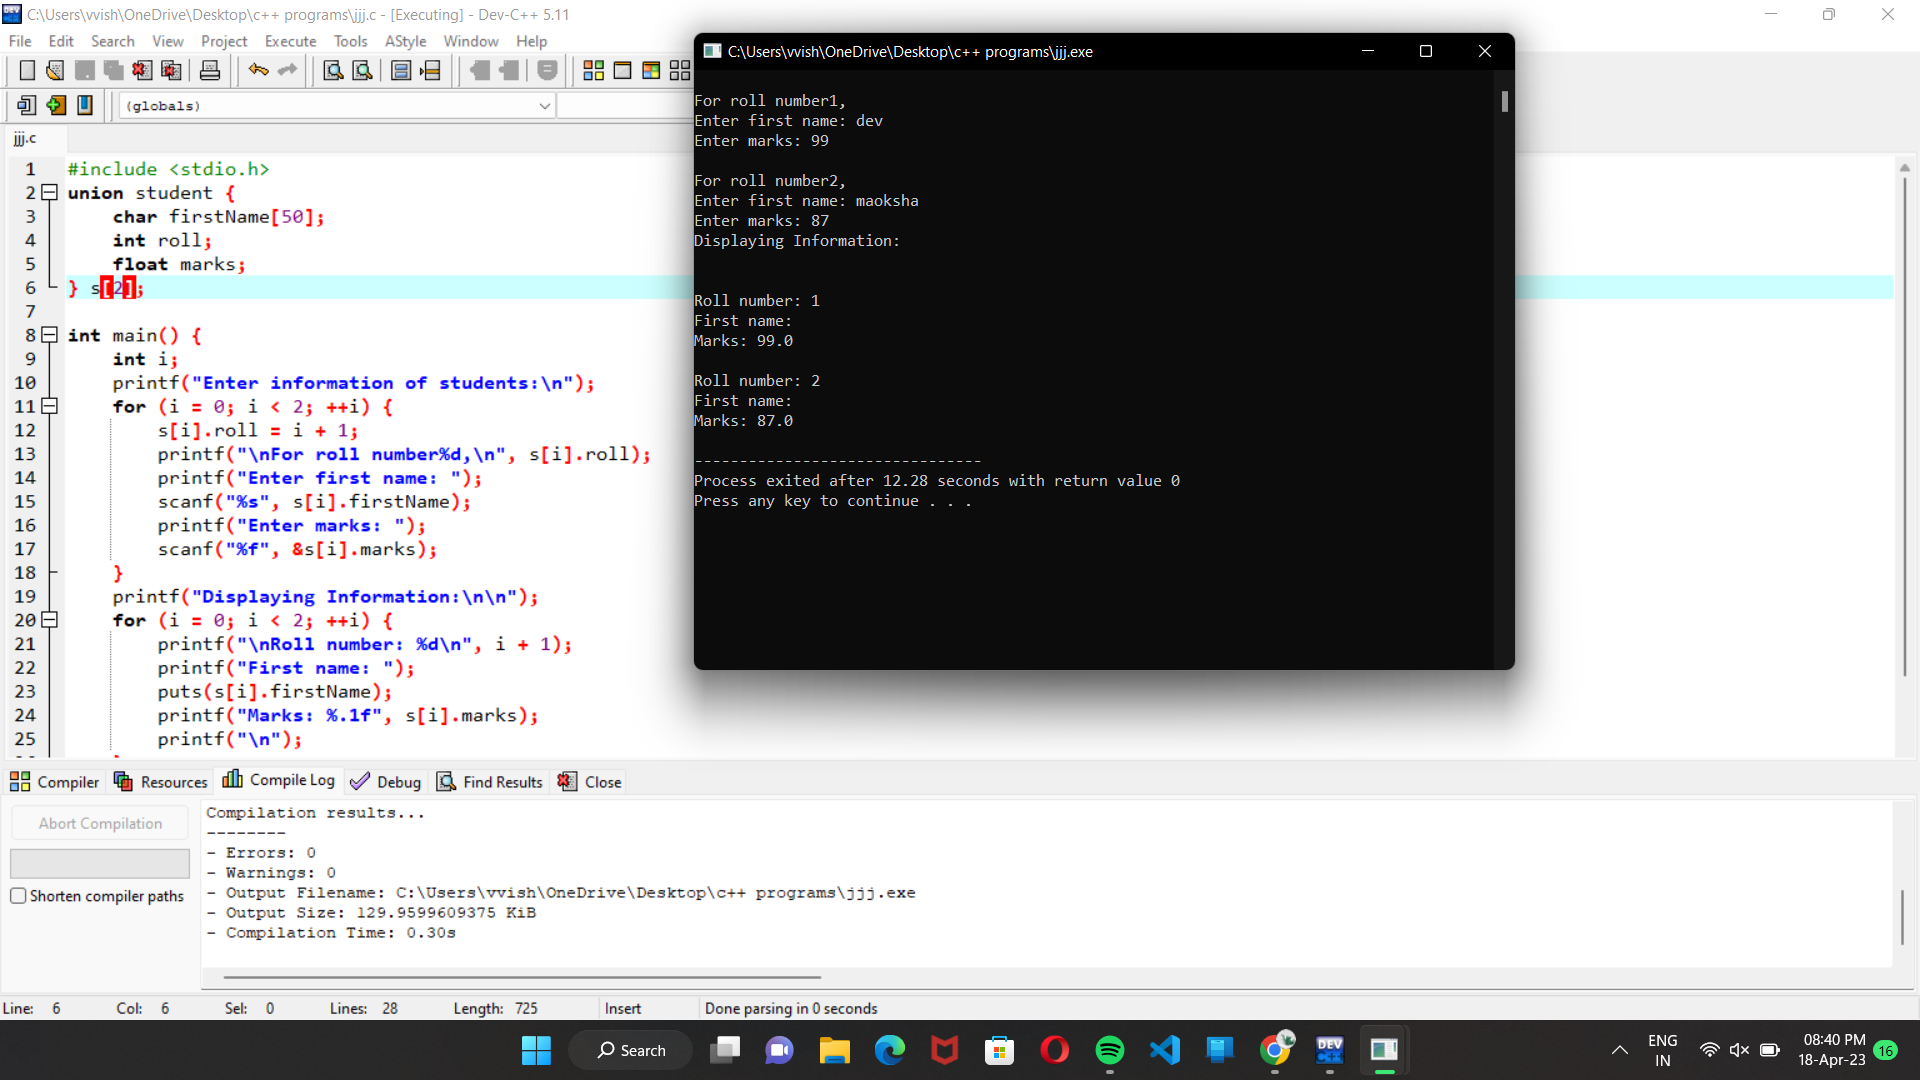 C:\Users\vvish\OneDrive\Desktop\c++ programs\jjj.c - [Executing] - Dev-C++ 5.11
File Edit Search View Project Execute Tools AStyle Window Help
(globals)
jjj.c
1 #include <stdio.h>
2 union student {
3 char firstName[50];
4 int roll;
5 float marks;
6 } s[2];
7
8 int main() {
9 int i;
10 printf("Enter information of students:\n");
11 for (i = 0; i < 2; ++i) {
12 s[i].roll = i + 1;
13 printf("\nFor roll number%d,\n", s[i].roll);
14 printf("Enter first name: ");
15 scanf("%s", s[i].firstName);
16 printf("Enter marks: ");
17 scanf("%f", &s[i].marks);
18 }
19 printf("Displaying Information:\n\n");
20 for (i = 0; i < 2; ++i) {
21 printf("\nRoll number: %d\n", i + 1);
22 printf("First name: ");
23 puts(s[i].firstName);
24 printf("Marks: %.1f", s[i].marks);
25 printf("\n");
C:\Users\vvish\OneDrive\Desktop\c++ programs\jjj.exe
For roll number1,
Enter first name: dev
Enter marks: 99
For roll number2,
Enter first name: maoksha
Enter marks: 87
Displaying Information:
Roll number: 1
First name:
Marks: 99.0
Roll number: 2
First name:
Marks: 87.0
--------------------------------
Process exited after 12.28 seconds with return value 0
Press any key to continue . . .
Compiler Resources Compile Log Debug Find Results Close
Abort Compilation
Shorten compiler paths
Compilation results...
--------
- Errors: 0
- Warnings: 0
- Output Filename: C:\Users\vvish\OneDrive\Desktop\c++ programs\jjj.exe
- Output Size: 129.9599609375 KiB
- Compilation Time: 0.30s
Line: 6 Col: 6 Sel: 0 Lines: 28 Length: 725 Insert Done parsing in 0 seconds
Search
DEV C++
ENG IN
08:40 PM
18-Apr-23
16